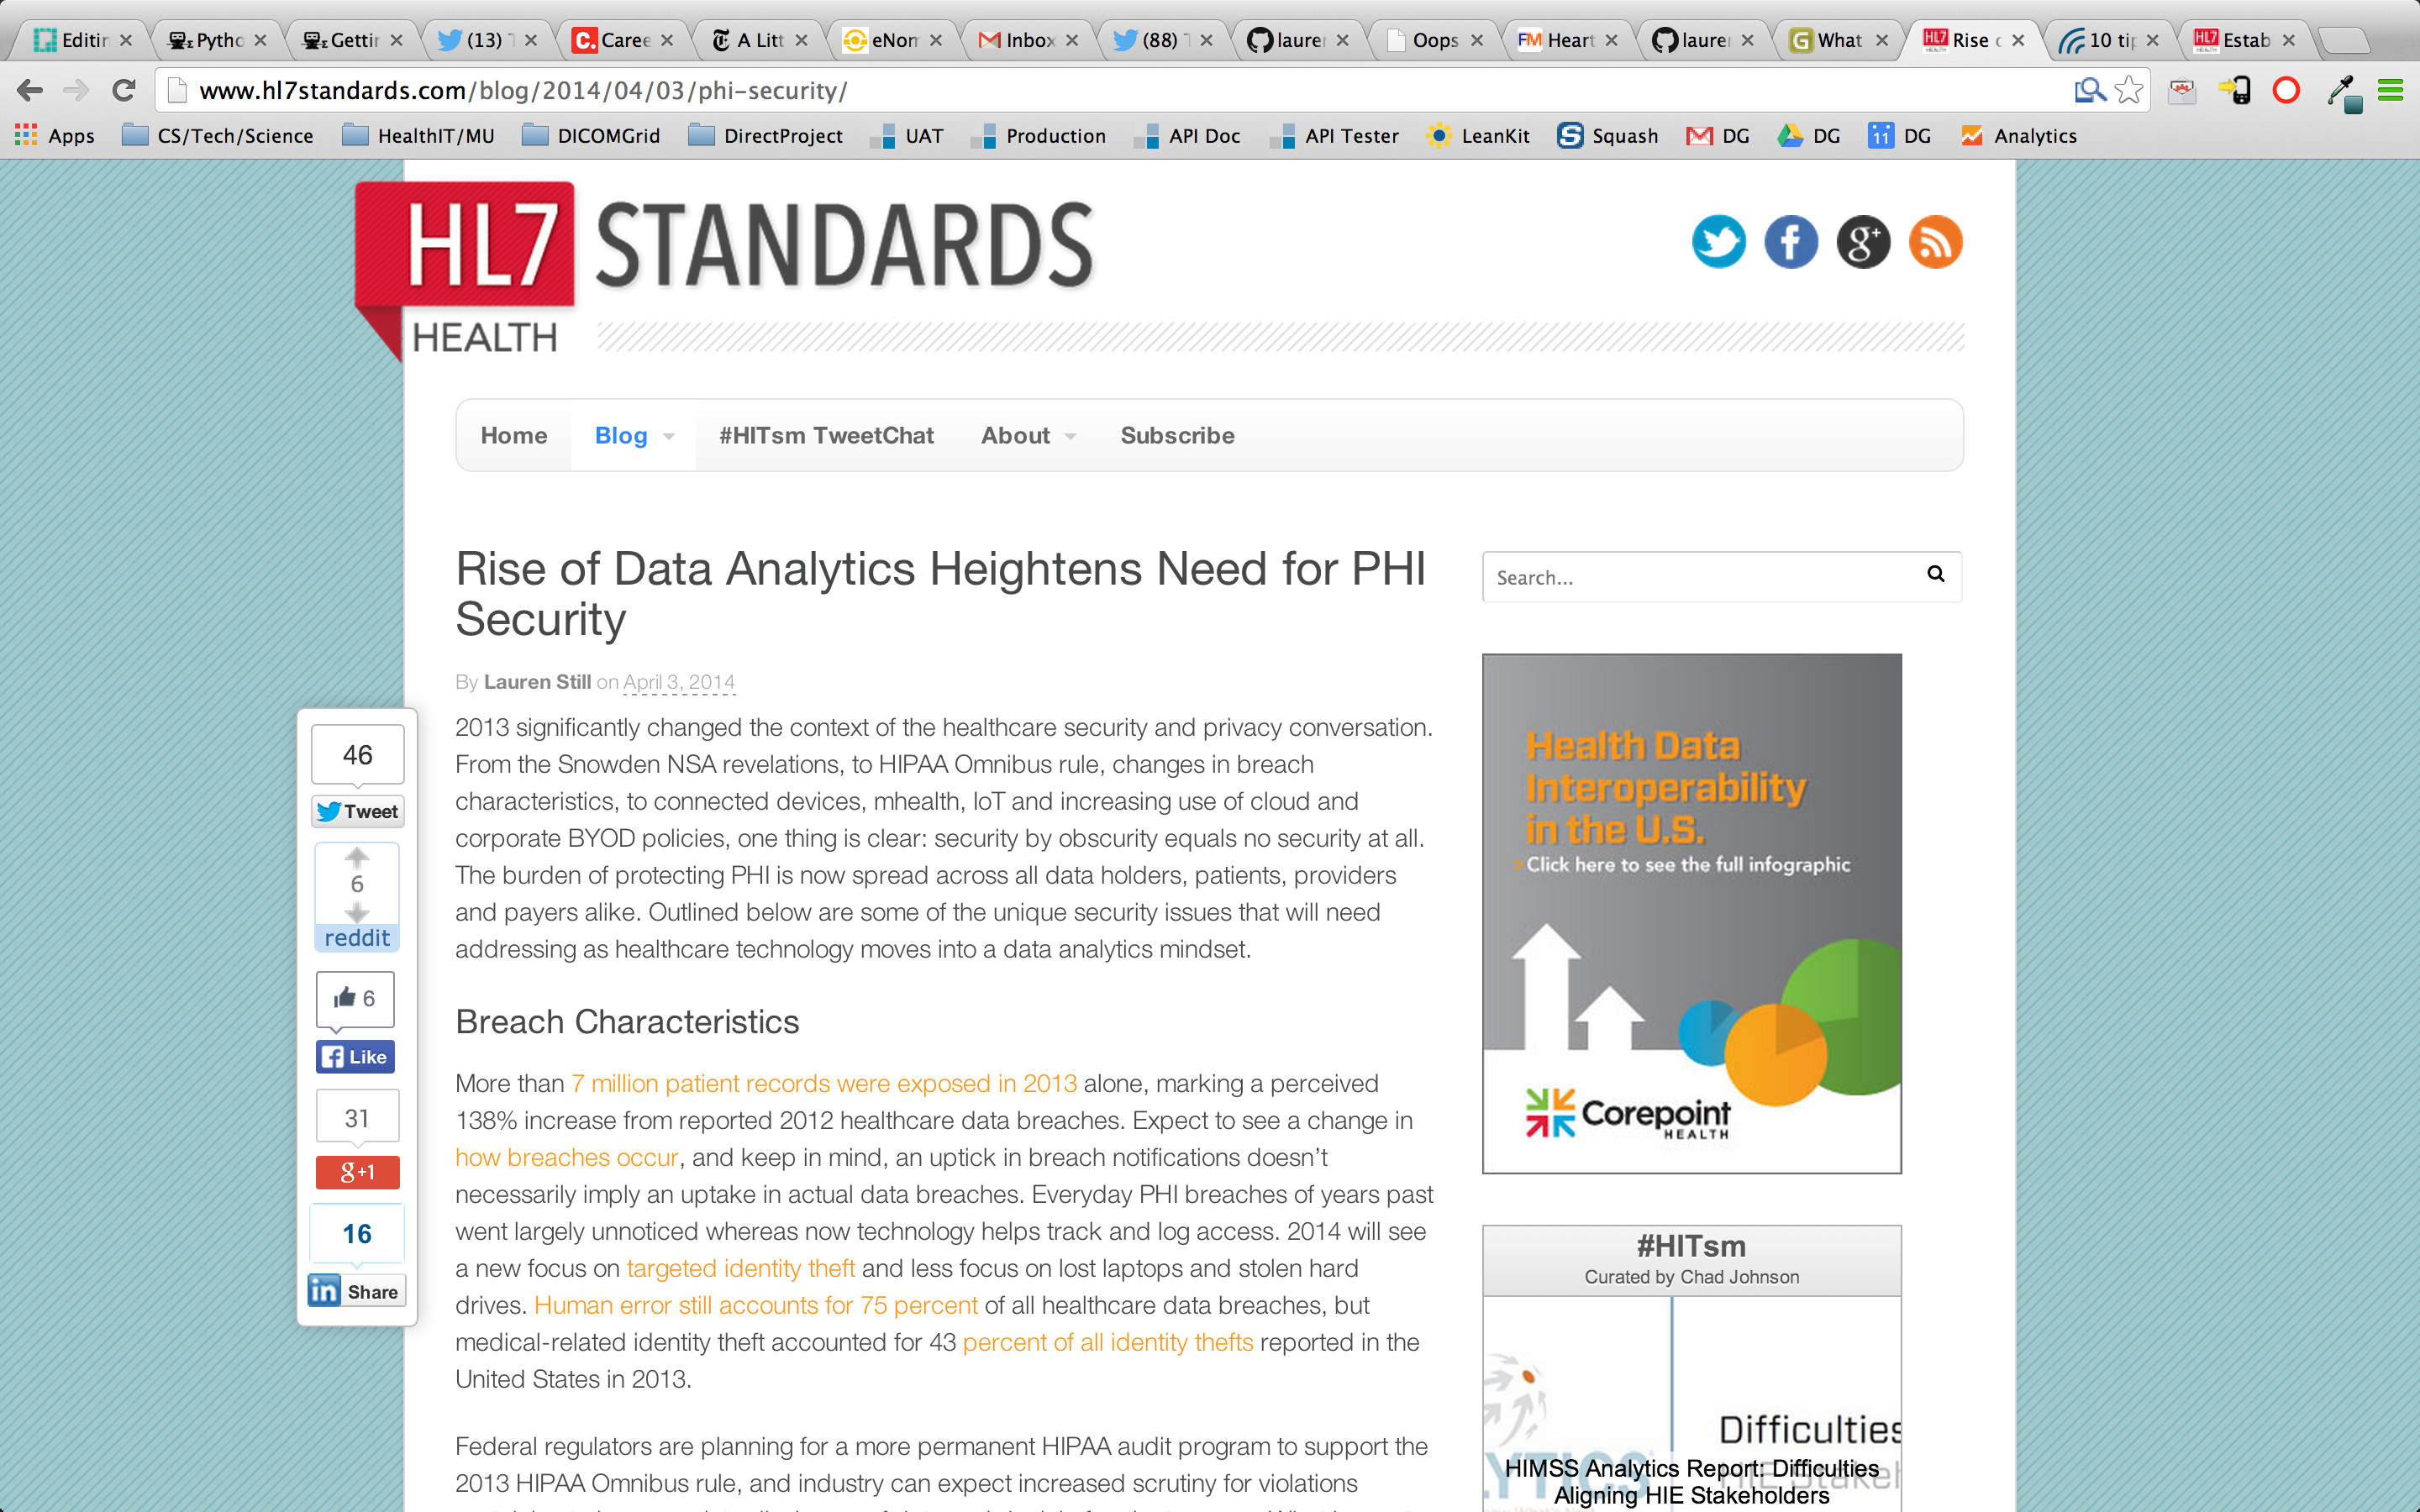 Editin
Pytho
Gettin
(13)
Caree
A Litt
eNom
Inbox
(88)
lauren
Oops
FM Heart
lauren
What
HL7 Rise
10 tip
HL7 Estab
www.hl7standards.com/blog/2014/04/03/phi-security/
Apps CS/Tech/Science HealthIT/MU DICOMGrid DirectProject UAT Production API Doc API Tester LeanKit Squash DG DG 11 DG Analytics
HL7 STANDARDS
HEALTH
Home Blog #HITsm TweetChat About Subscribe
Rise of Data Analytics Heightens Need for PHI
Security
By Lauren Still on April 3, 2014
2013 significantly changed the context of the healthcare security and privacy conversation.
From the Snowden NSA revelations, to HIPAA Omnibus rule, changes in breach
characteristics, to connected devices, mhealth, IoT and increasing use of cloud and
corporate BYOD policies, one thing is clear: security by obscurity equals no security at all.
The burden of protecting PHI is now spread across all data holders, patients, providers
and payers alike. Outlined below are some of the unique security issues that will need
addressing as healthcare technology moves into a data analytics mindset.
Breach Characteristics
More than 7 million patient records were exposed in 2013 alone, marking a perceived
138% increase from reported 2012 healthcare data breaches. Expect to see a change in
how breaches occur, and keep in mind, an uptick in breach notifications doesn’t
necessarily imply an uptake in actual data breaches. Everyday PHI breaches of years past
went largely unnoticed whereas now technology helps track and log access. 2014 will see
a new focus on targeted identity theft and less focus on lost laptops and stolen hard
drives. Human error still accounts for 75 percent of all healthcare data breaches, but
medical-related identity theft accounted for 43 percent of all identity thefts reported in the
United States in 2013.
Federal regulators are planning for a more permanent HIPAA audit program to support the
2013 HIPAA Omnibus rule, and industry can expect increased scrutiny for violations
46
Tweet
6
reddit
6
Like
31
g+1
16
in Share
Search...
Health Data
Interoperability
in the U.S.
Click here to see the full infographic
Corepoint
HEALTH
#HITsm
Curated by Chad Johnson
Difficulties
HIMSS Analytics Report: Difficulties
Aligning HIE Stakeholders